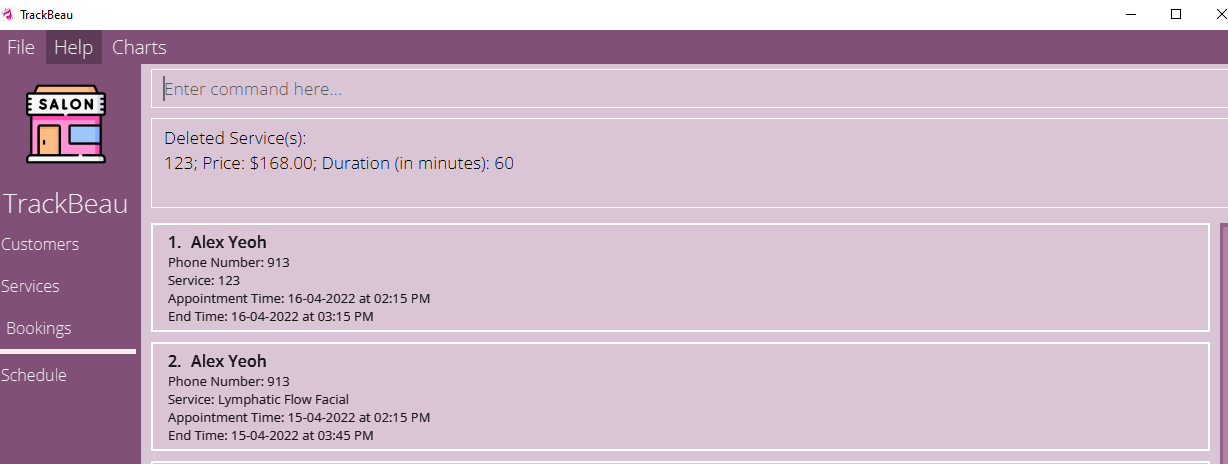 TrackBeau
File Help Charts
SALON
TrackBeau
Customers
Services
Bookings
Schedule
Enter command here...
Deleted Service(s):
123; Price: $168.00; Duration (in minutes): 60
1. Alex Yeoh
Phone Number: 913
Service: 123
Appointment Time: 16-04-2022 at 02:15 PM
End Time: 16-04-2022 at 03:15 PM
2. Alex Yeoh
Phone Number: 913
Service: Lymphatic Flow Facial
Appointment Time: 15-04-2022 at 02:15 PM
End Time: 15-04-2022 at 03:45 PM